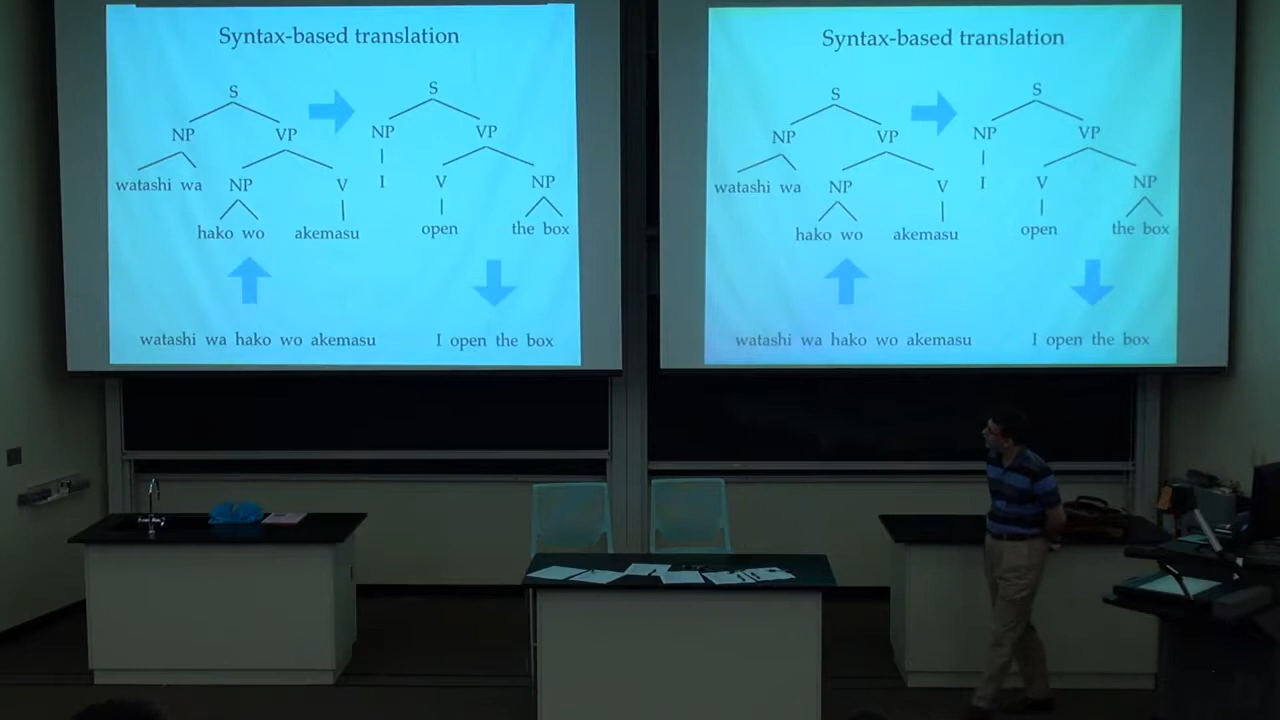 Syntax-based translation
S S
NP VP NP VP
watashi wa NP V I V NP
hako wo akemasu open the box
watashi wa hako wo akemasu I open the box
Syntax-based translation
S S
NP VP NP VP
watashi wa NP V I V NP
hako wo akemasu open the box
watashi wa hako wo akemasu I open the box